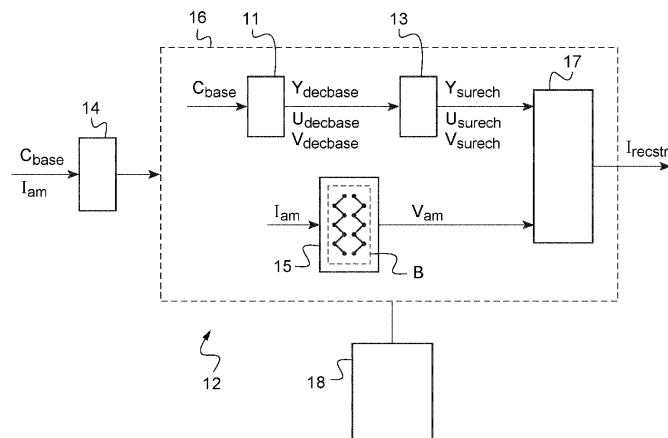 16
11
13
17
14
C_base
Y_decbase
U_decbase
V_decbase
Y_surech
U_surech
V_surech
C_base
I_am
I_recstr
I_am
V_am
15
B
12
18